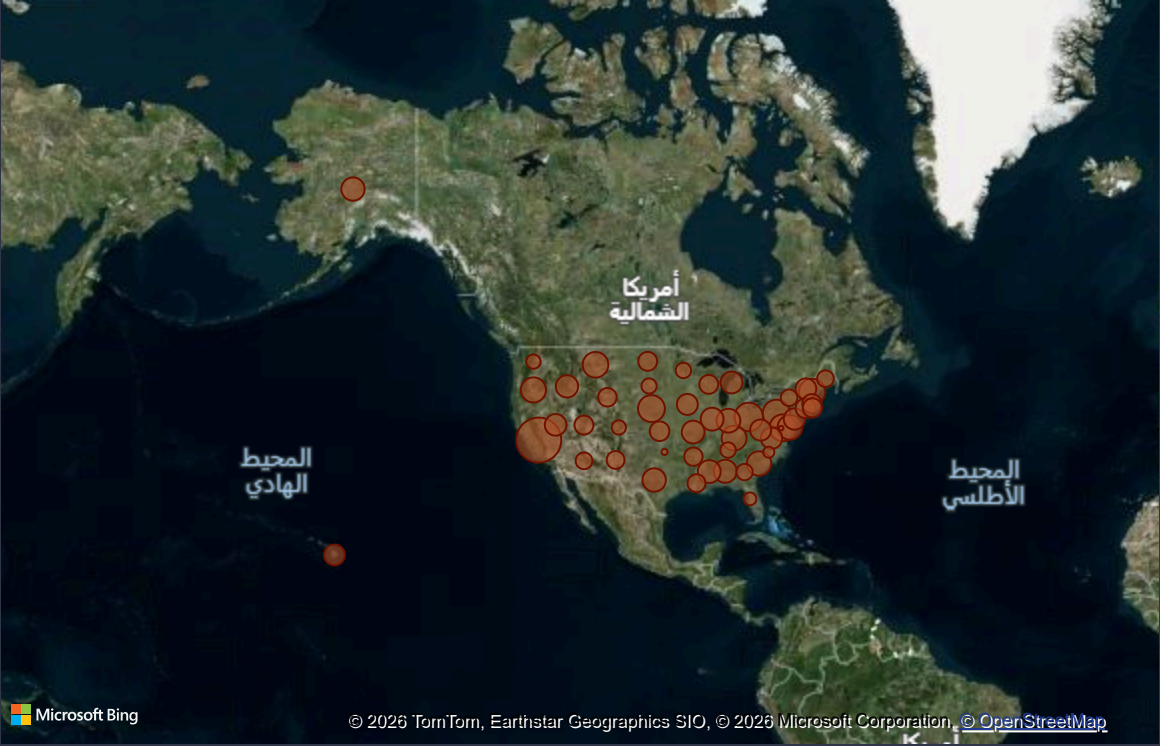 أمريكا
الشمالية
المحيط
الهادي
المحيط
الأطلسي
Microsoft Bing
© 2026 TomTom, Earthstar Geographics SIO, © 2026 Microsoft Corporation, © OpenStreetMap